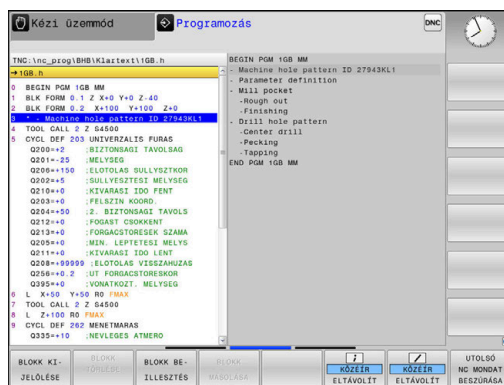 Kézi üzemmód
Programozás
DNC
TNC:\nc_prog\BHB\Klartext\1GB.h
→1GB.h
0 BEGIN PGM 1GB MM
1 BLK FORM 0.1 Z X+0 Y+0 Z-40
2 BLK FORM 0.2 X+100 Y+100 Z+0
3 * - Machine hole pattern ID 27943KL1
4 TOOL CALL 2 Z S4500
5 CYCL DEF 203 UNIVERZALIS FURAS
Q200=+2 ;BIZTONSAGI TAVOLSAG
Q201=-25 ;MELYSEG
Q206=+150 ;ELOTOLAS SULLYSZTKOR
Q202=+5 ;SULLYESZTESI MELYSEG
Q210=+0 ;KIVARASI IDO FENT
Q203=+0 ;FELSZIN KOORD.
Q204=+50 ;2. BIZTONSAGI TAVOLS
Q212=+0 ;FOGAST CSOKKENT
Q213=+0 ;FORGACSTORESEK SZAMA
Q205=+0 ;MIN. LEPTETESI MELYS
Q211=+0 ;KIVARASI IDO LENT
Q208=+99999 ;ELOTOLAS VISSZAHUZAS
Q256=+0.2 ;UT FORGACSTORESKOR
Q395=+0 ;VONATKOZT. MELYSEG
6 L X+50 Y+50 R0 FMAX
7 TOOL CALL 2 Z S4500
8 L Z+100 R0 FMAX
9 CYCL DEF 262 MENETMARAS
Q335=+10 ;NEVLEGES ATMERO
BEGIN PGM 1GB MM
- Machine hole pattern ID 27943KL1
- Parameter definition
- Mill pocket
-Rough out
-Finishing
- Drill hole pattern
-Center drill
-Pecking
-Tapping
END PGM 1GB MM
BLOKK KI-
JELÖLÉSE
BLOKK
TÖRLÉSE
BLOKK BE-
ILLESZTÉS
BLOKK
MÁSOLÁSA
KÖZÉÍR
ELTÁVOLÍT
KÖZÉÍR
ELTÁVOLÍT
UTOLSÓ
NC MONDAT
BESZÚRÁSA